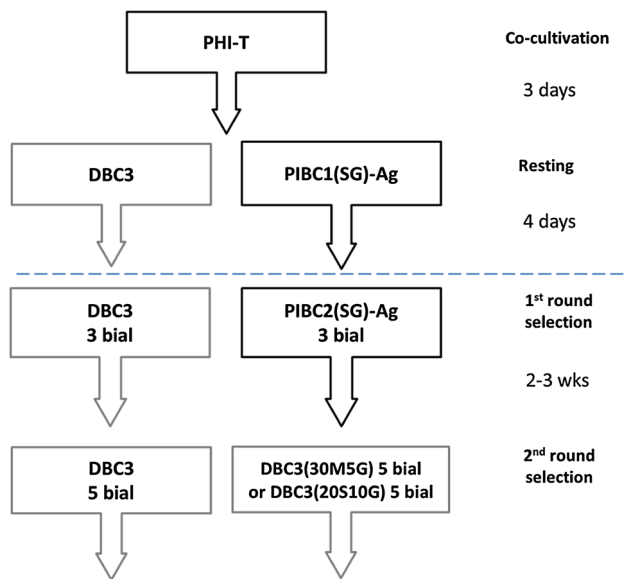 PHI-T
Co-cultivation
3 days
DBC3
PIBC1(SG)-Ag
Resting
4 days
DBC3
3 bial
PIBC2(SG)-Ag
3 bial
1st round
selection
2-3 wks
DBC3
5 bial
DBC3(30M5G) 5 bial
or DBC3(20S10G) 5 bial
2nd round
selection